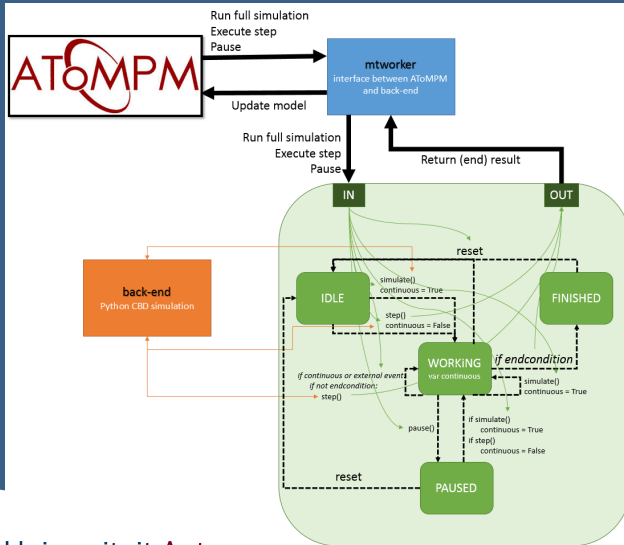 Run full simulation
Execute step
Pause
AToMPM
mtworker
interface between AToMPM
and back-end
Update model
Run full simulation
Execute step
Pause
Return (end) result
IN
OUT
reset
back-end
Python CBD simulation
IDLE
simulate()
continuous = True
FINISHED
step()
continuous = False
WORKiNG
var continuous
if endcondition
if continuous or external event:
if not endcondition:
step()
simulate()
continuous = True
pause()
if simulate()
continuous = True
if step()
continuous = False
reset
PAUSED